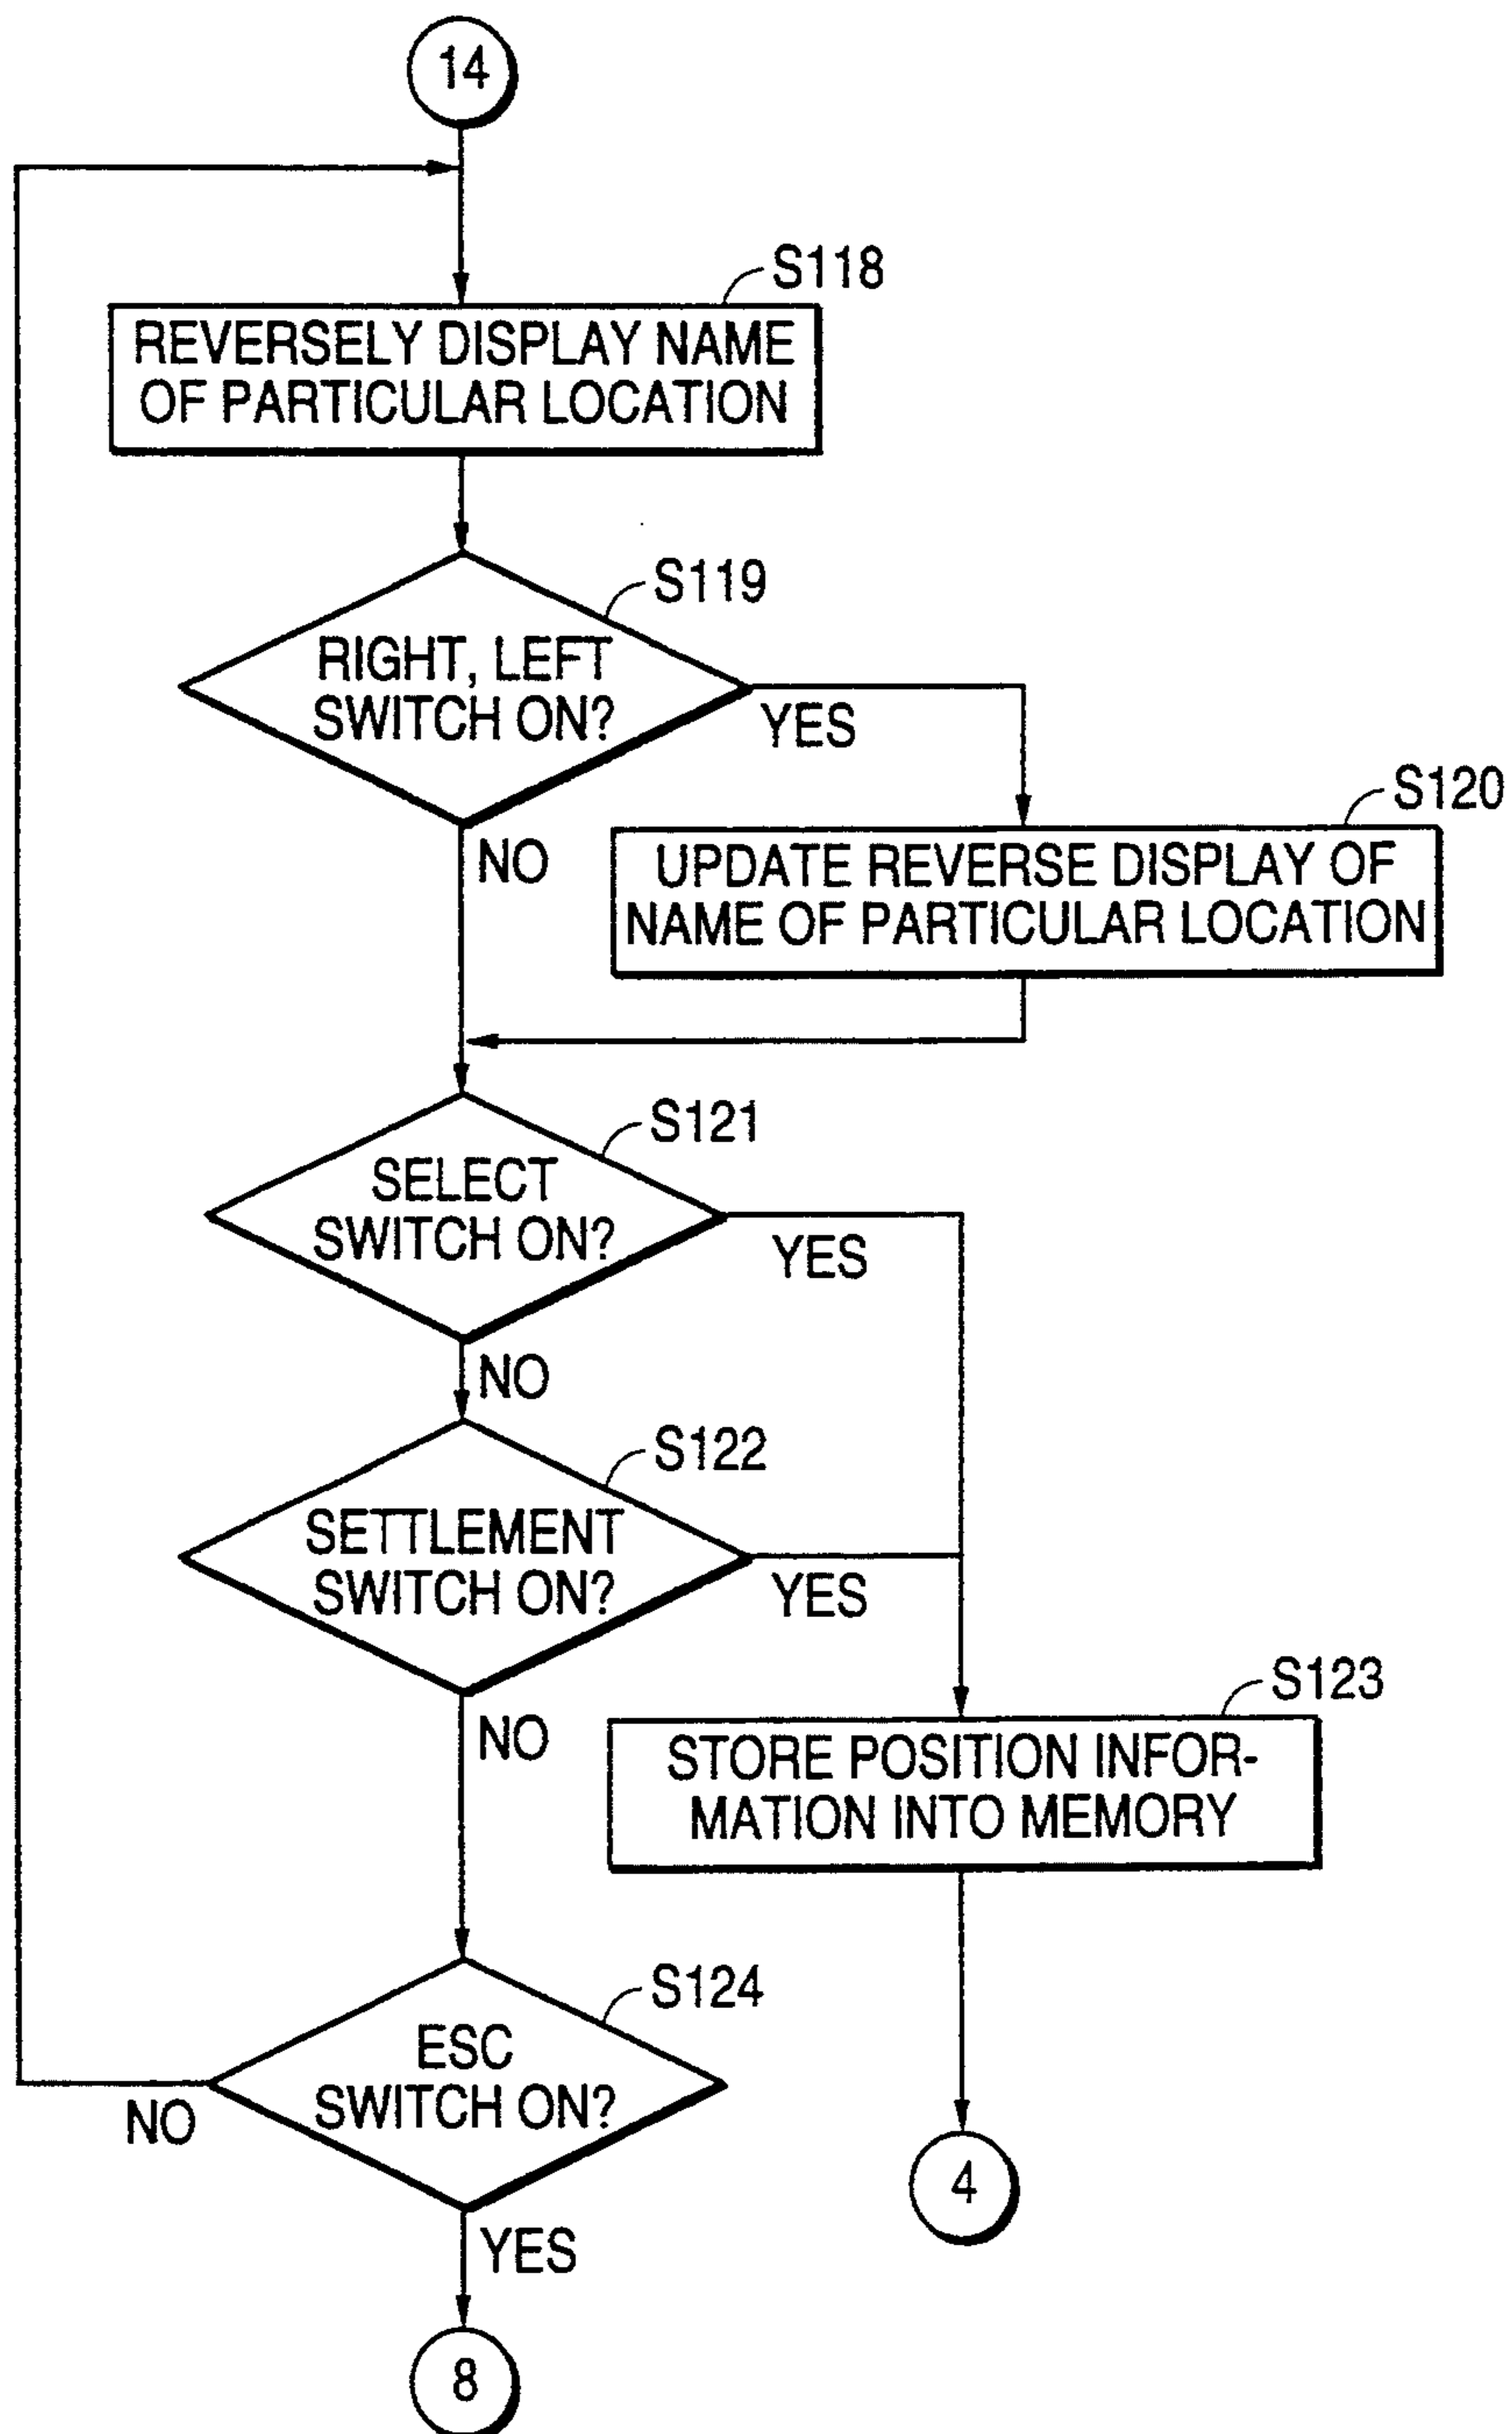 14
S118
REVERSELY DISPLAY NAME
OF PARTICULAR LOCATION
S119
RIGHT, LEFT
SWITCH ON?
YES
NO
S120
UPDATE REVERSE DISPLAY OF
NAME OF PARTICULAR LOCATION
S121
SELECT
SWITCH ON?
YES
NO
S122
SETTLEMENT
SWITCH ON?
YES
NO
S123
STORE POSITION INFOR-
MATION INTO MEMORY
S124
ESC
SWITCH ON?
NO
YES
4
8